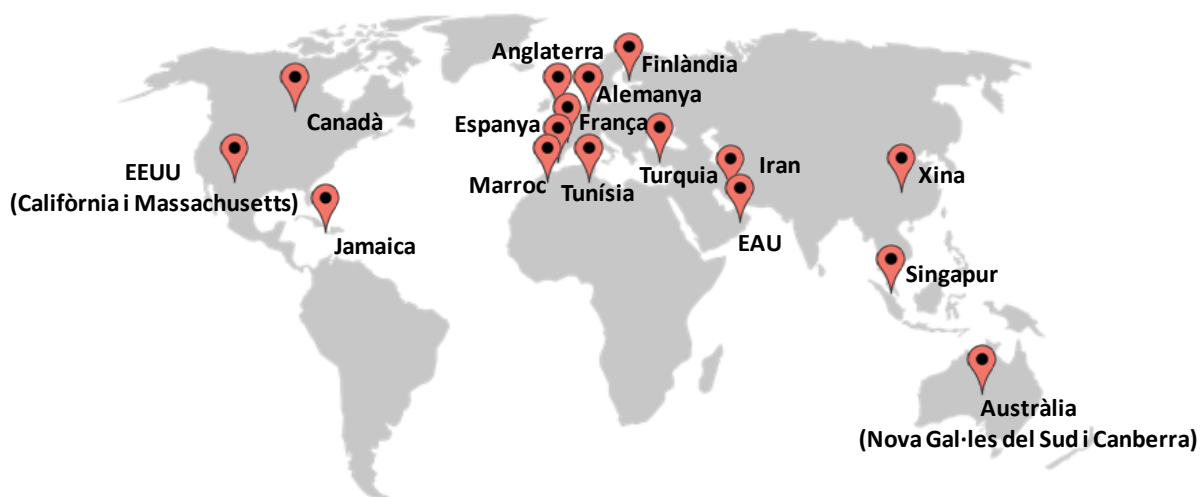 Anglaterra
Finlàndia
Alemanya
Canadà
Espanya
França
EEUU
(Califòrnia i Massachusetts)
Marroc
Tunísia
Turquia
Iran
Xina
Jamaica
EAU
Singapur
Austràlia
(Nova Gal·les del Sud i Canberra)